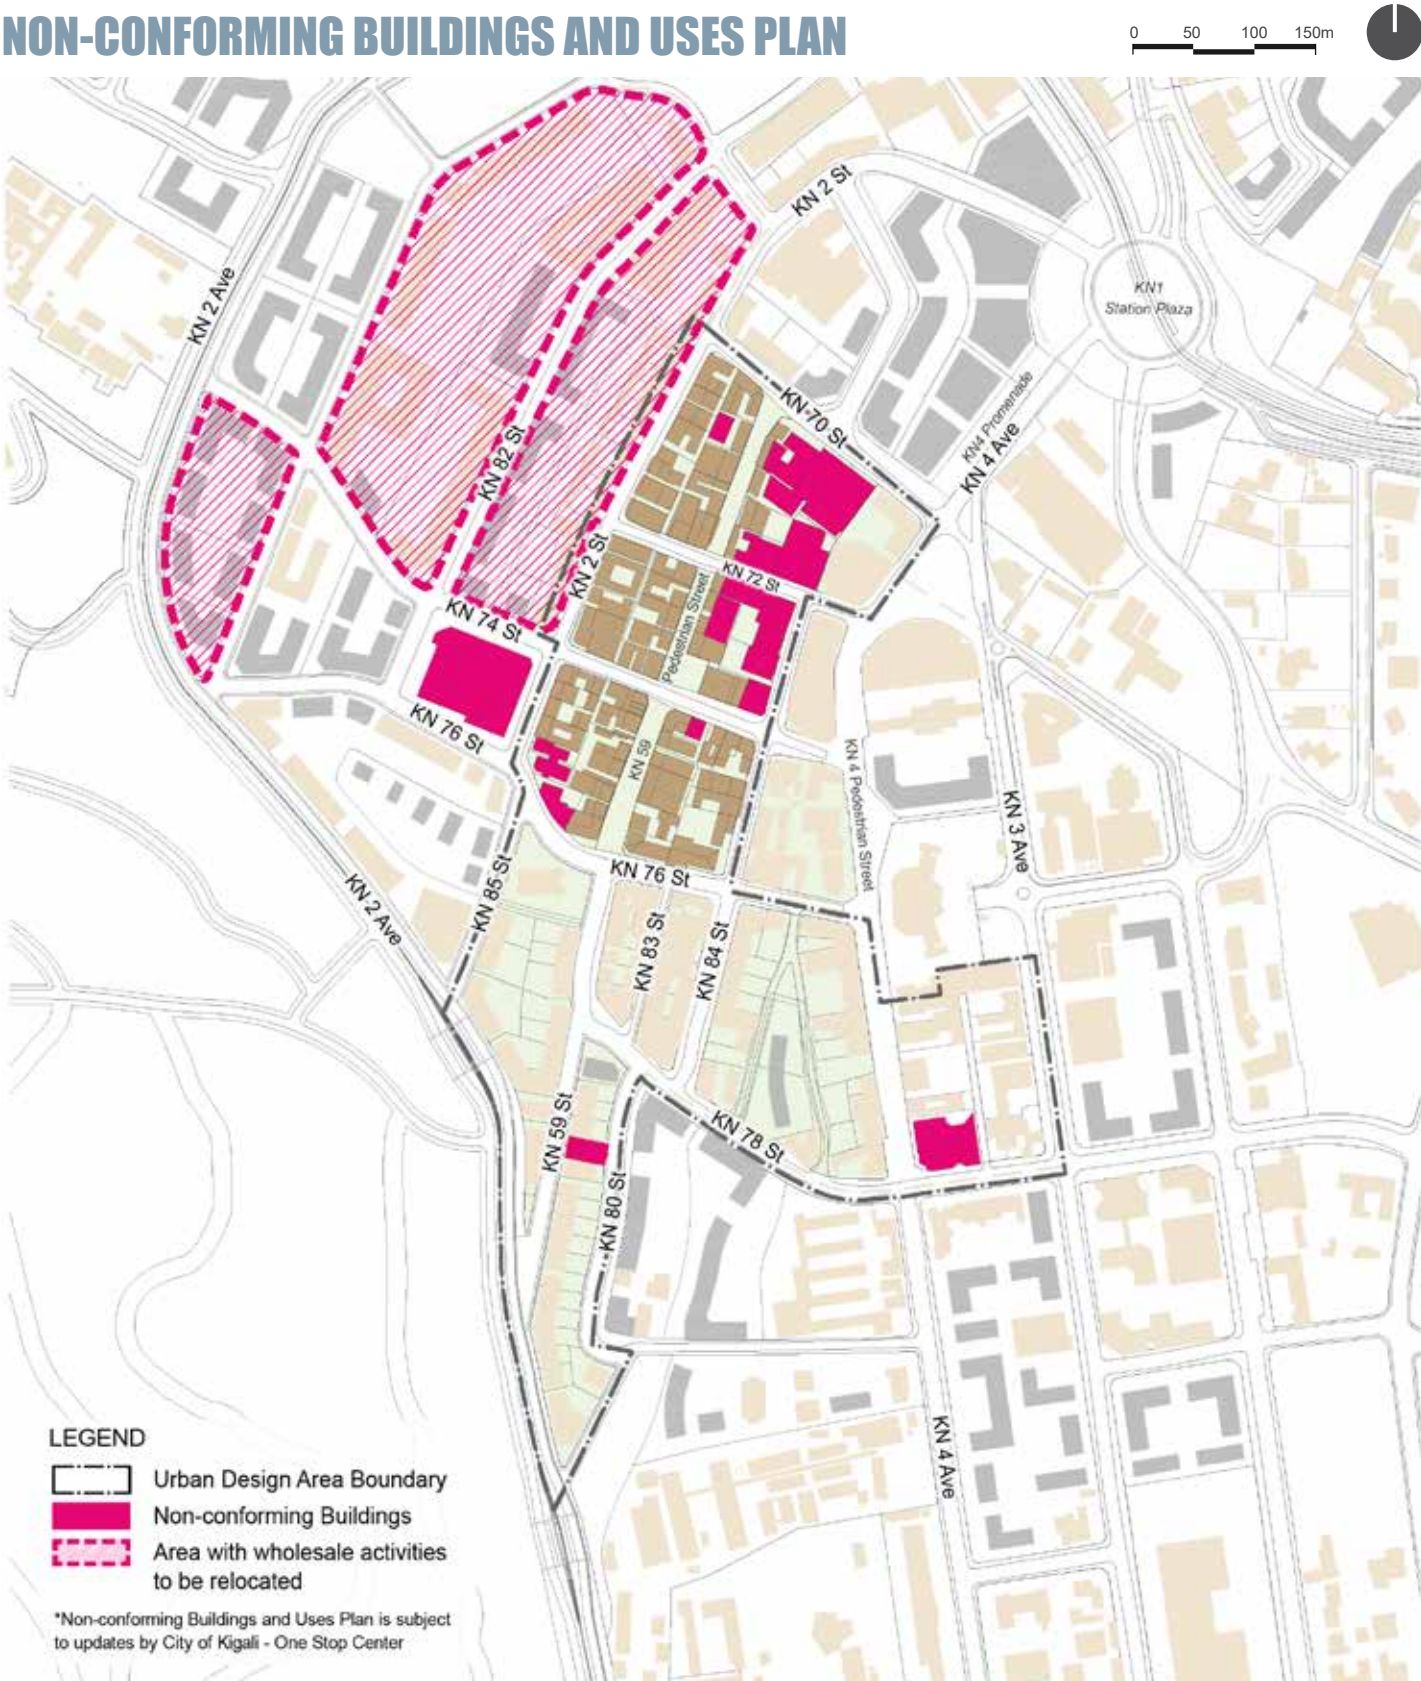 NON-CONFORMING BUILDINGS AND USES PLAN
0 50 100 150m
KN 2 St
KN 2 Ave
KN1
Station Plaza
KN 70 St
KN4 Promenade
KN 4 Ave
KN 82 St
KN 2 St
KN 72 St
Pedestrian Street
KN 74 St
KN 76 St
KN 59
KN 4 Pedestrian Street
KN 3 Ave
KN 76 St
KN 85 St
KN 2 Ave
KN 83 St
KN 84 St
KN 59 St
KN 78 St
KN 80 St
KN 4 Ave
LEGEND
Urban Design Area Boundary
Non-conforming Buildings
Area with wholesale activities
to be relocated
*Non-conforming Buildings and Uses Plan is subject
to updates by City of Kigali - One Stop Center